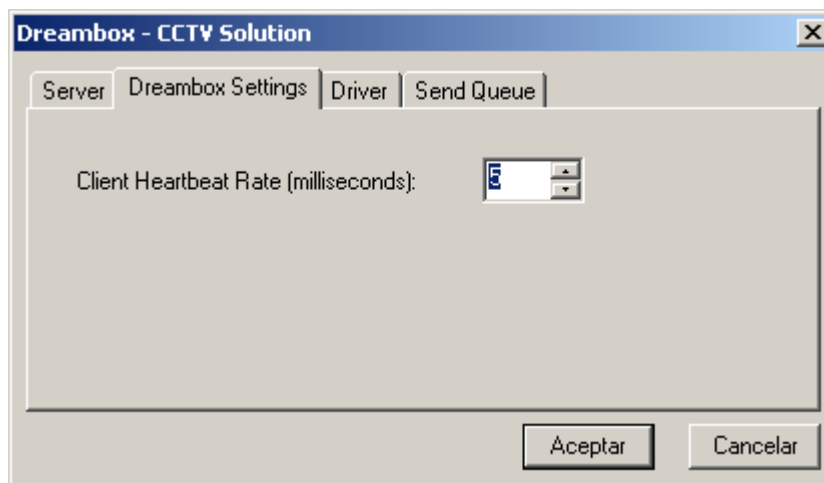 Dreambox - CCTV Solution
Server Dreambox Settings Driver Send Queue
Client Heartbeat Rate (milliseconds): 5
Aceptar Cancelar